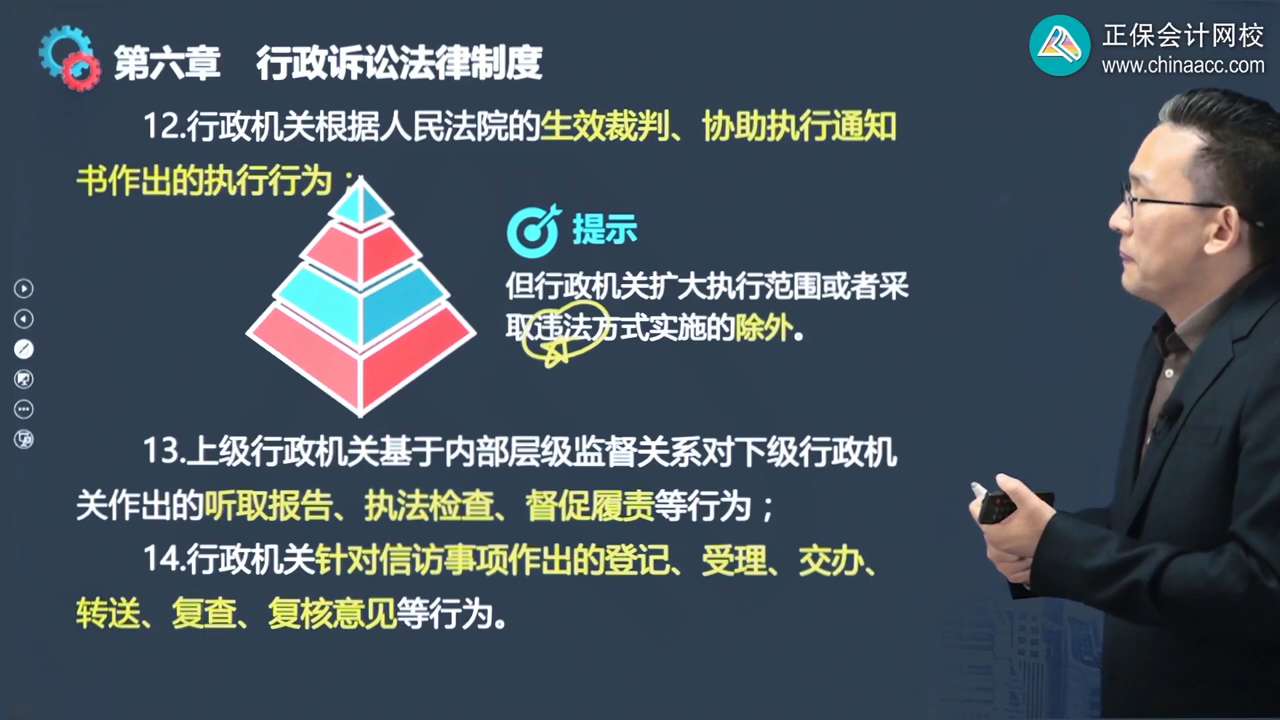 第六章 行政诉讼法律制度
正保会计网校
www.chinaacc.com
12.行政机关根据人民法院的生效裁判、协助执行通知
书作出的执行行为；
提示
但行政机关扩大执行范围或者采
取违法方式实施的除外。
13.上级行政机关基于内部层级监督关系对下级行政机
关作出的听取报告、执法检查、督促履责等行为；
14.行政机关针对信访事项作出的登记、受理、交办、
转送、复查、复核意见等行为。